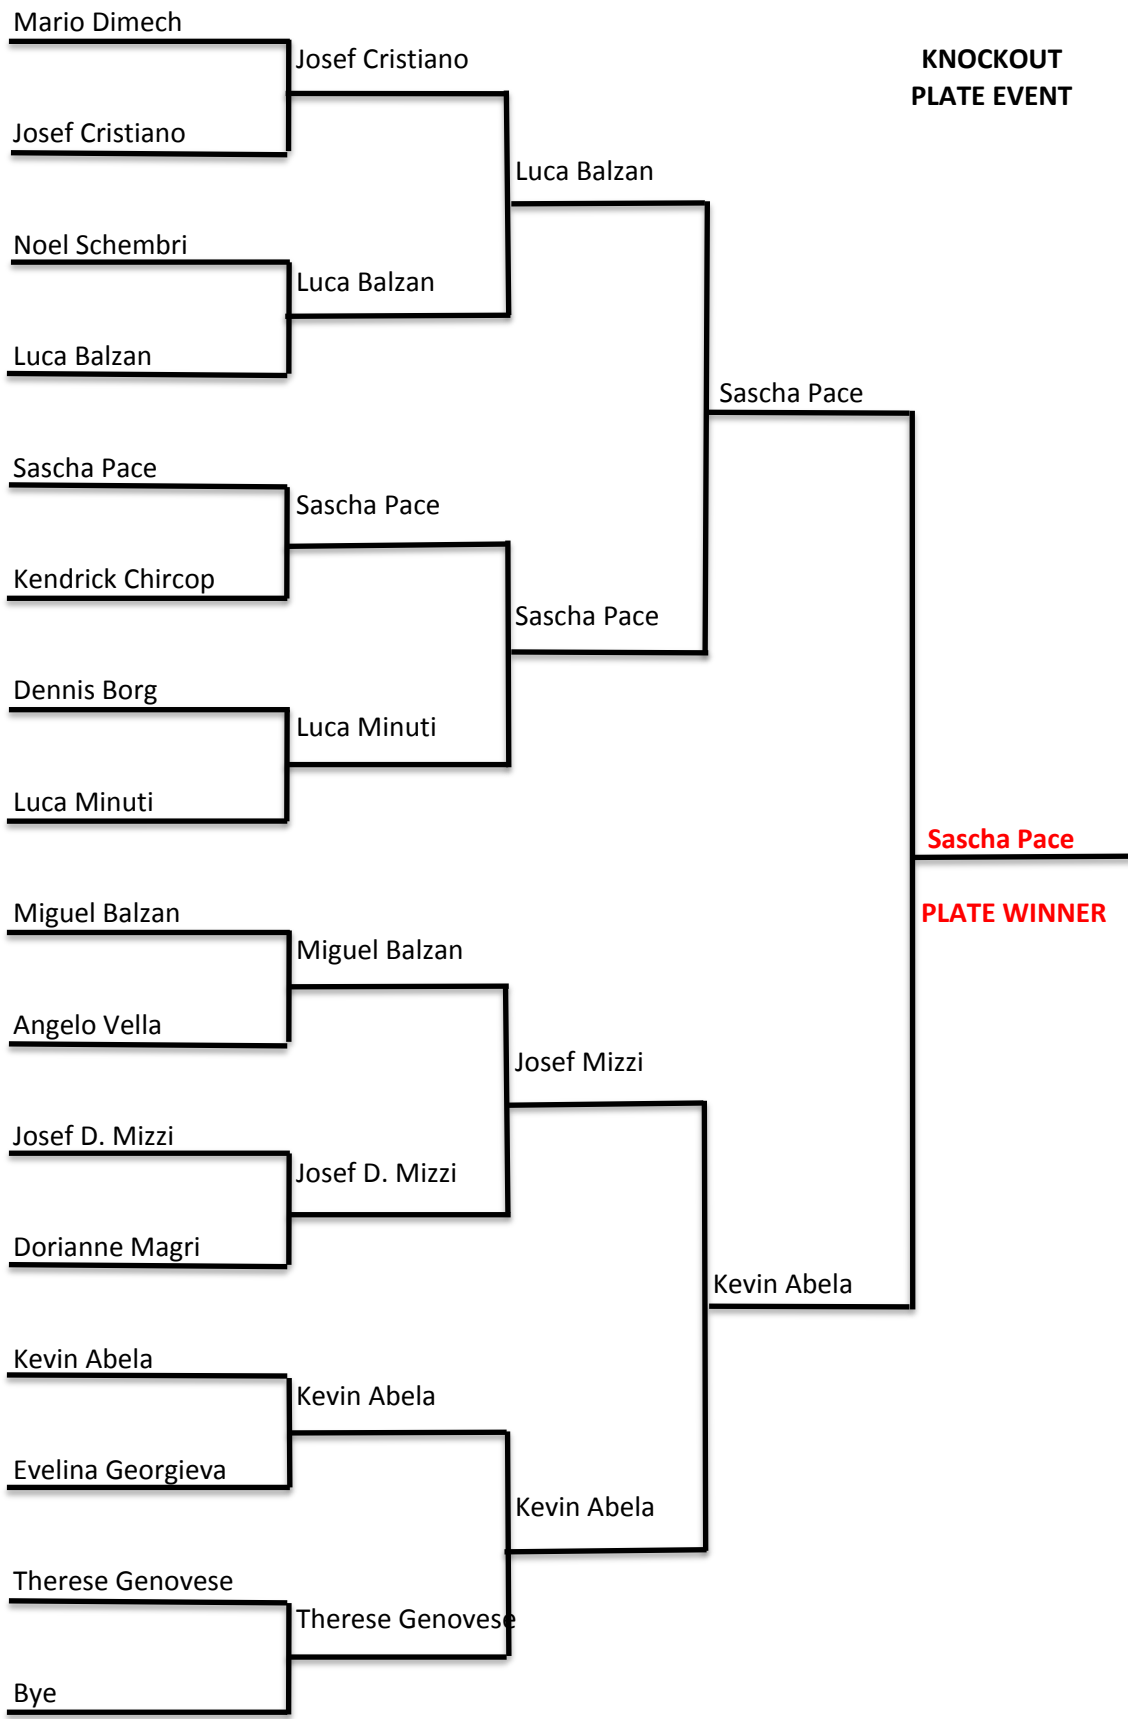 Mario Dimech
Josef Cristiano
KNOCKOUT
PLATE EVENT
Josef Cristiano
Luca Balzan
Noel Schembri
Luca Balzan
Luca Balzan
Sascha Pace
Sascha Pace
Sascha Pace
Kendrick Chircop
Sascha Pace
Dennis Borg
Luca Minuti
Luca Minuti
Sascha Pace
Miguel Balzan
PLATE WINNER
Miguel Balzan
Angelo Vella
Josef Mizzi
Josef D. Mizzi
Josef D. Mizzi
Dorianne Magri
Kevin Abela
Kevin Abela
Kevin Abela
Evelina Georgieva
Kevin Abela
Therese Genovese
Therese Genovese
Bye